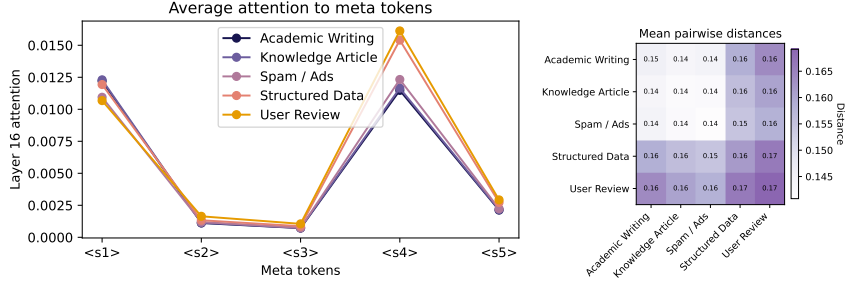 Average attention to meta tokens
Layer 16 attention
0.0150
0.0125
0.0100
0.0075
0.0050
0.0025
0.0000
Academic Writing
Knowledge Article
Spam / Ads
Structured Data
User Review
<s1>
<s2>
<s3>
<s4>
<s5>
Meta tokens
Mean pairwise distances
Academic Writing 0.15 0.14 0.14 0.16 0.16
Knowledge Article 0.14 0.14 0.14 0.16 0.16
Spam / Ads 0.14 0.14 0.14 0.15 0.16
Structured Data 0.16 0.16 0.15 0.16 0.17
User Review 0.16 0.16 0.16 0.17 0.17
Academic Writing
Knowledge Article
Spam / Ads
Structured Data
User Review
0.165
0.160
0.155
0.150
0.145
Distance